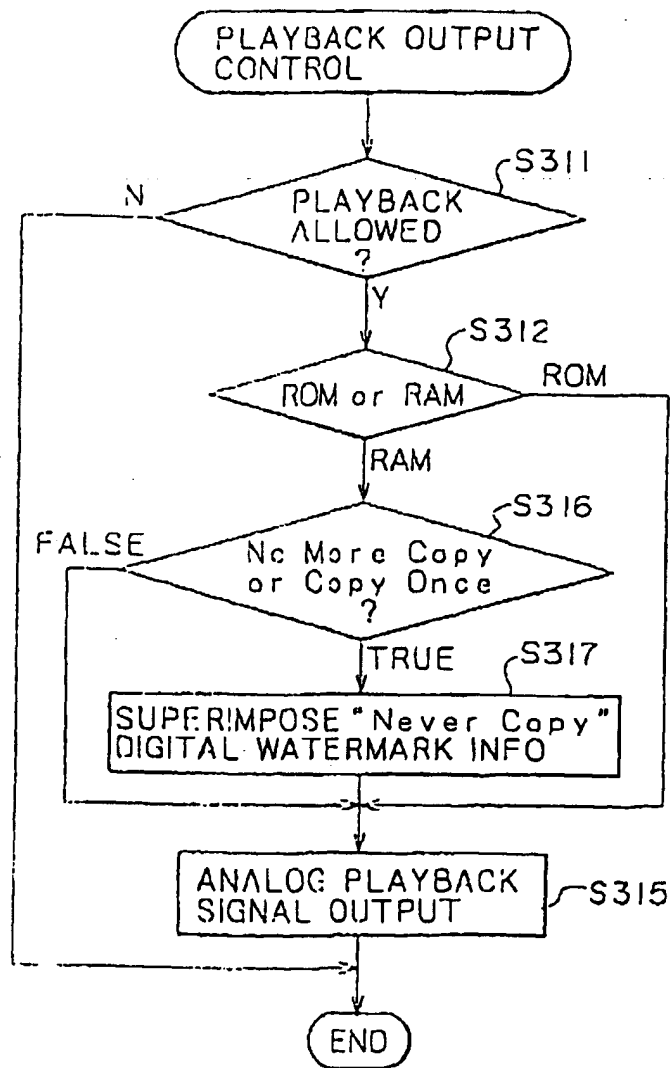 PLAYBACK OUTPUT
CONTROL
S311
N
PLAYBACK
ALLOWED
?
Y
S312
ROM or RAM
ROM
RAM
S316
FALSE
No More Copy
or Copy Once
?
TRUE
S317
SUPERIMPOSE "Never Copy"
DIGITAL WATERMARK INFO
ANALOG PLAYBACK
SIGNAL OUTPUT
S315
END